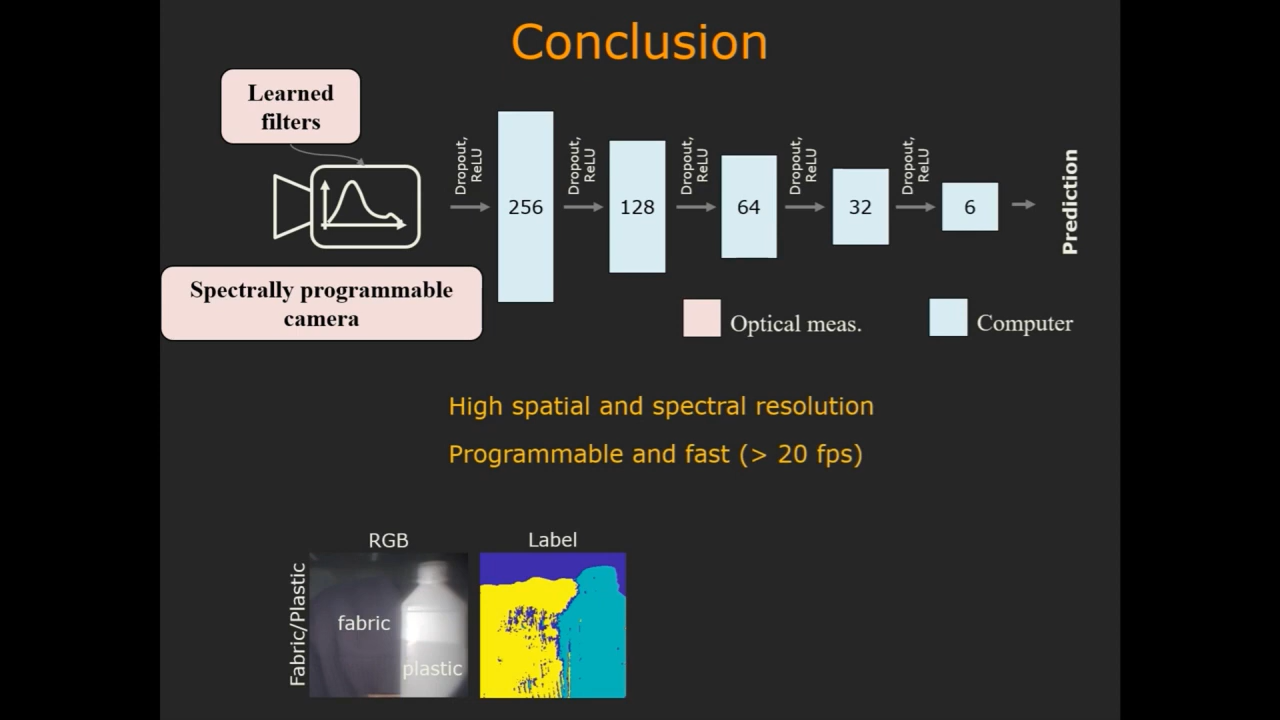 Conclusion
Learned
filters
Spectrally programmable
camera
Dropout,
ReLU
256
Dropout,
ReLU
128
Dropout,
ReLU
64
Dropout,
ReLU
32
Dropout,
ReLU
6
Prediction
Optical meas.
Computer
High spatial and spectral resolution
Programmable and fast (> 20 fps)
RGB
Label
Fabric/Plastic
fabric
plastic